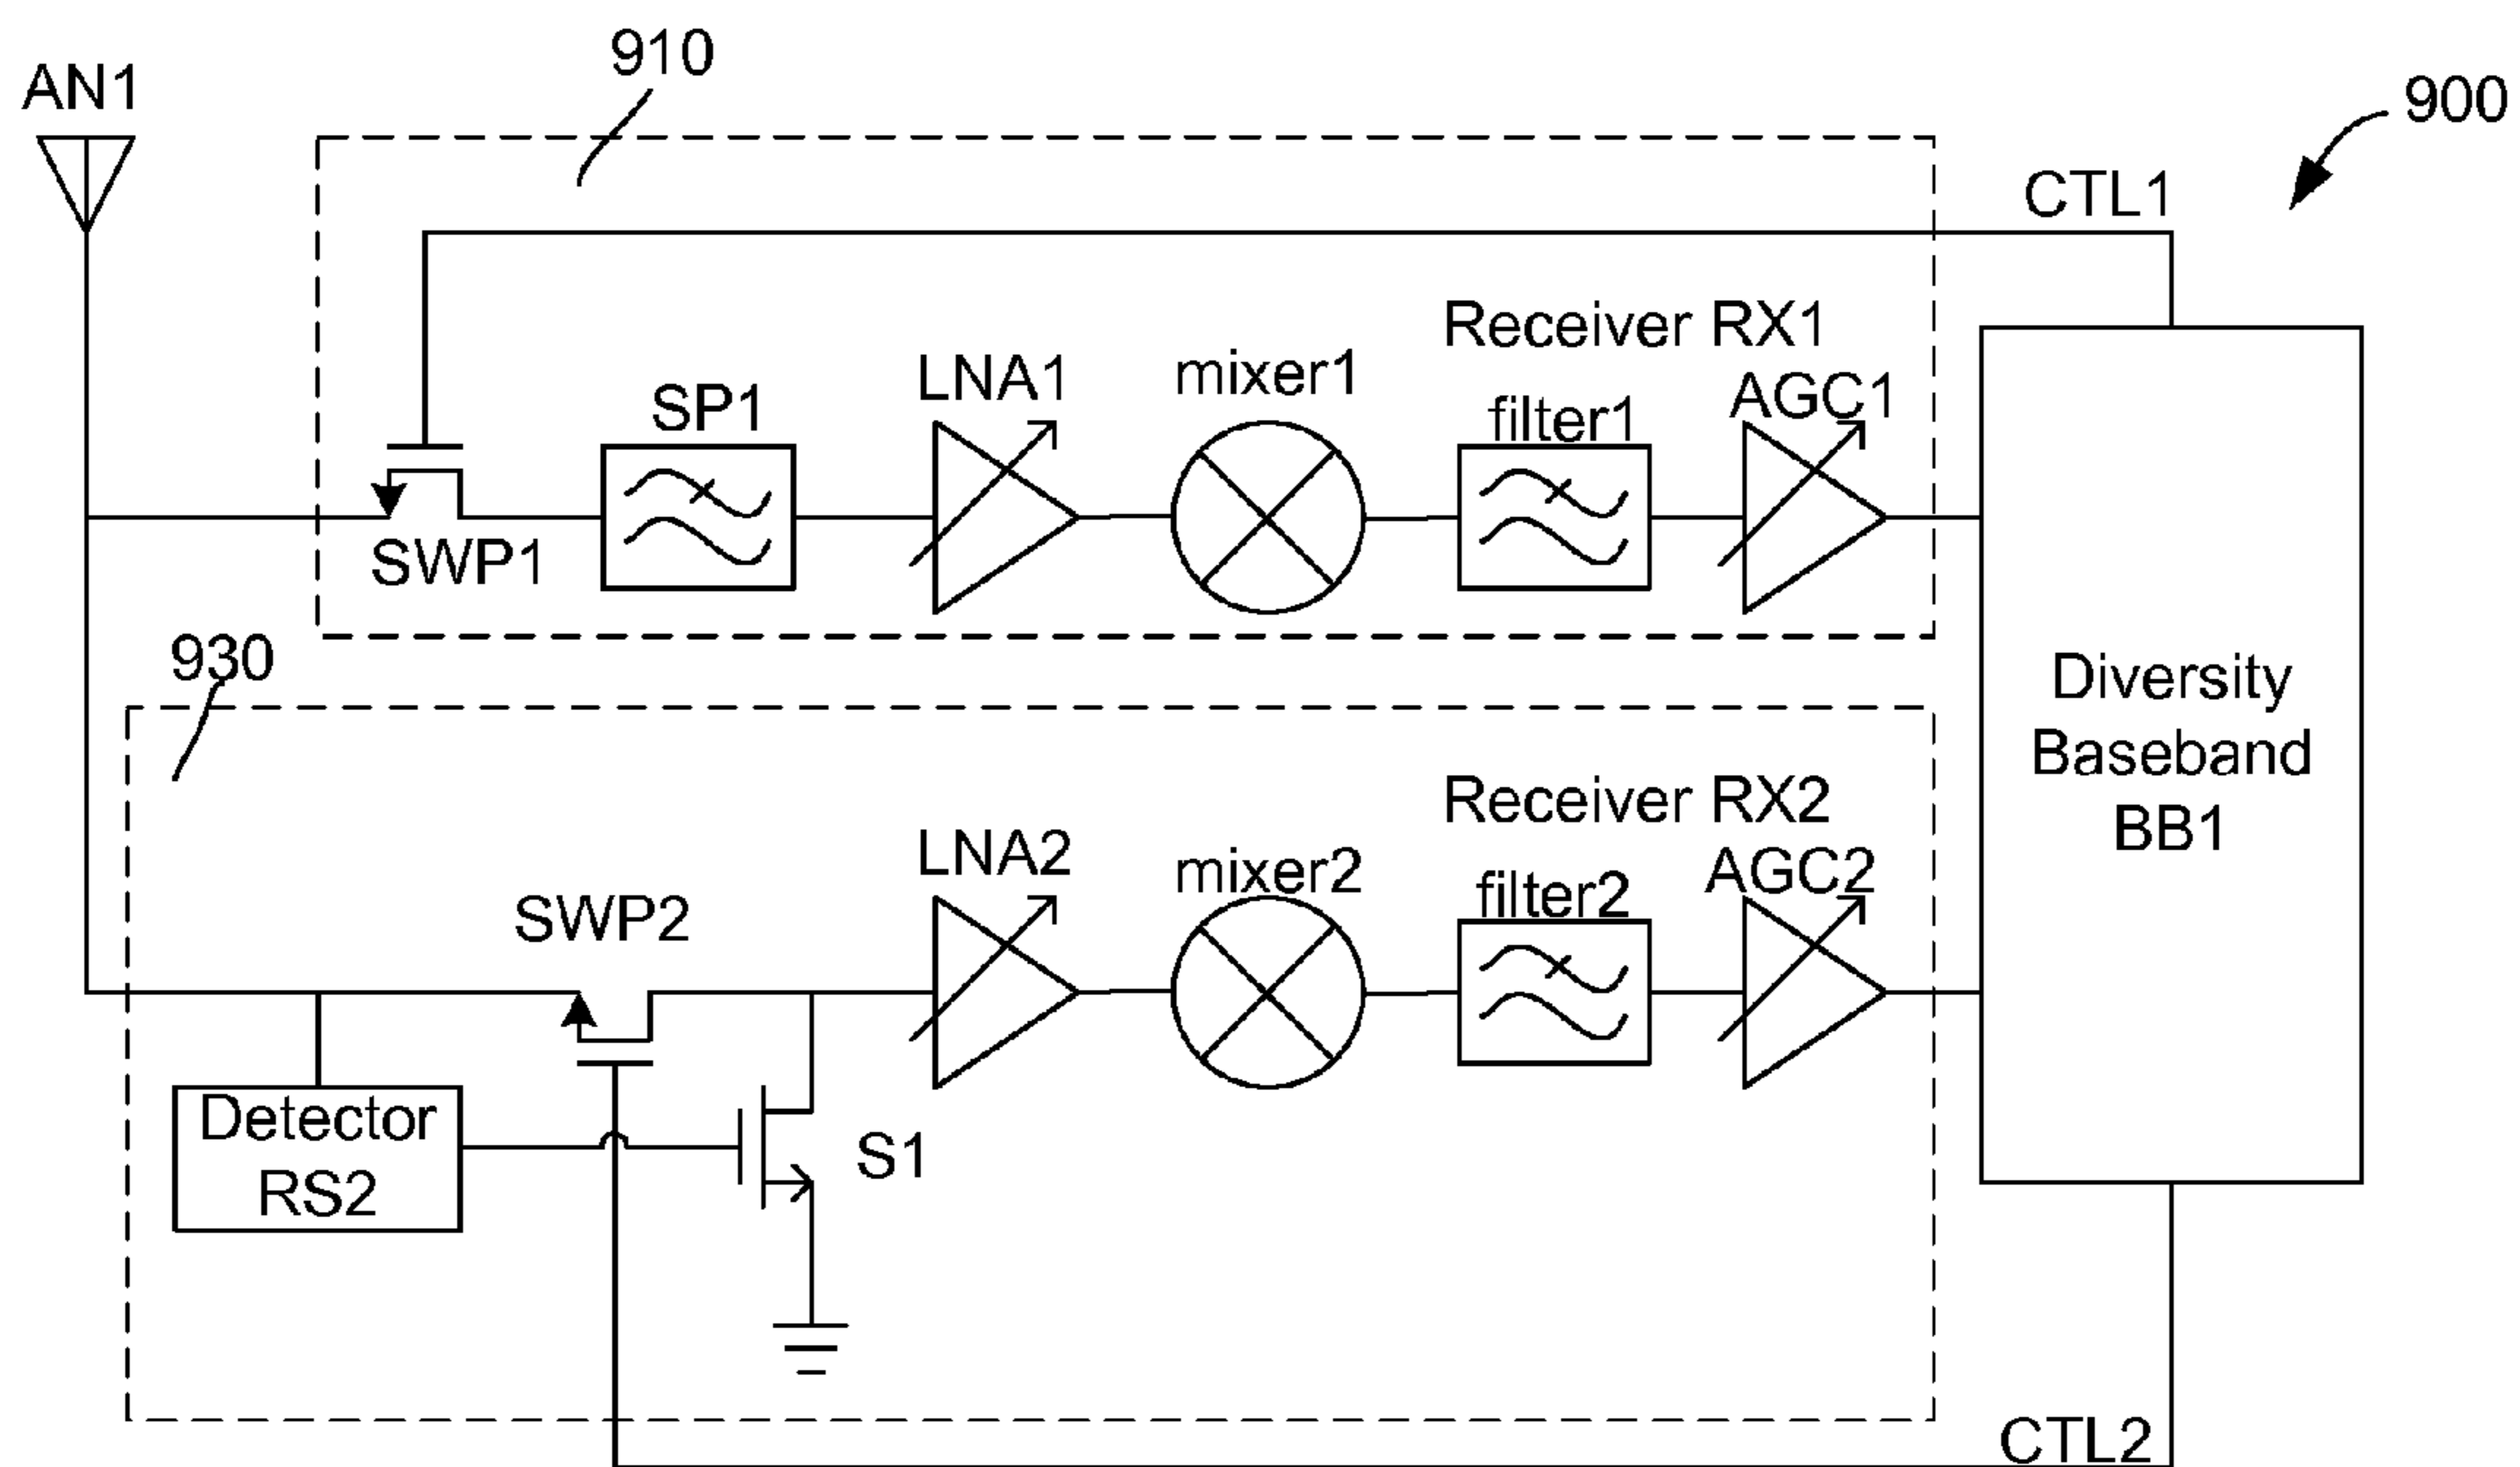 910
AN1
900
CTL1
Receiver RX1
LNA1
mixer1
SP1
filter1
AGC1
SWP1
930
Diversity
Baseband
BB1
Receiver RX2
LNA2
mixer2
filter2
AGC2
SWP2
Detector
RS2
S1
CTL2